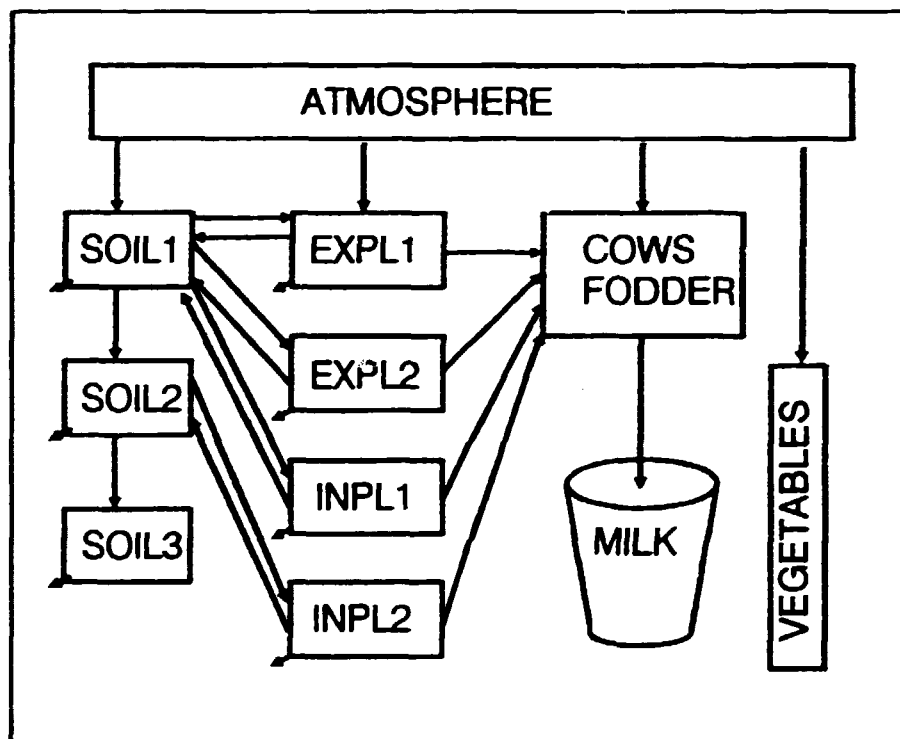 ATMOSPHERE
SOIL1
EXPL1
COWS
FODDER
SOIL2
EXPL2
SOIL3
INPL1
INPL2
MILK
VEGETABLES